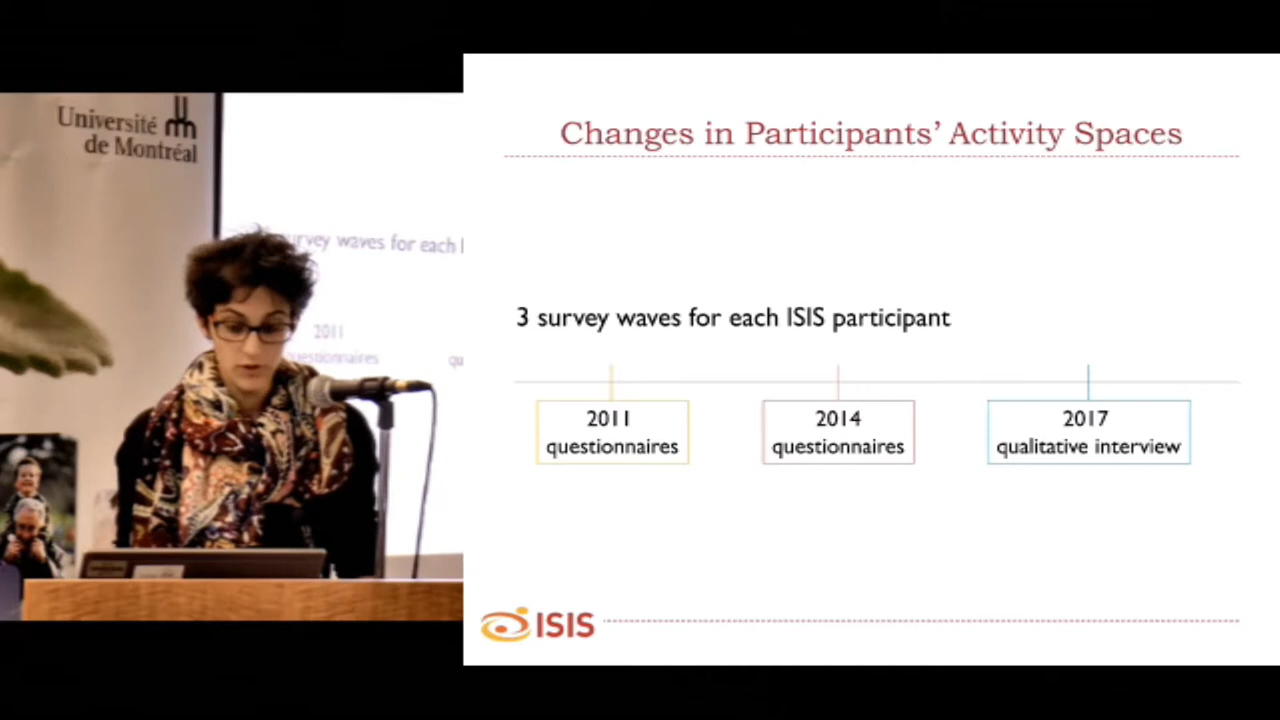 Université
de Montréal
survey waves for each I
2011
questionnaires
qu
Changes in Participants' Activity Spaces
3 survey waves for each ISIS participant
2011
questionnaires
2014
questionnaires
2017
qualitative interview
ISIS